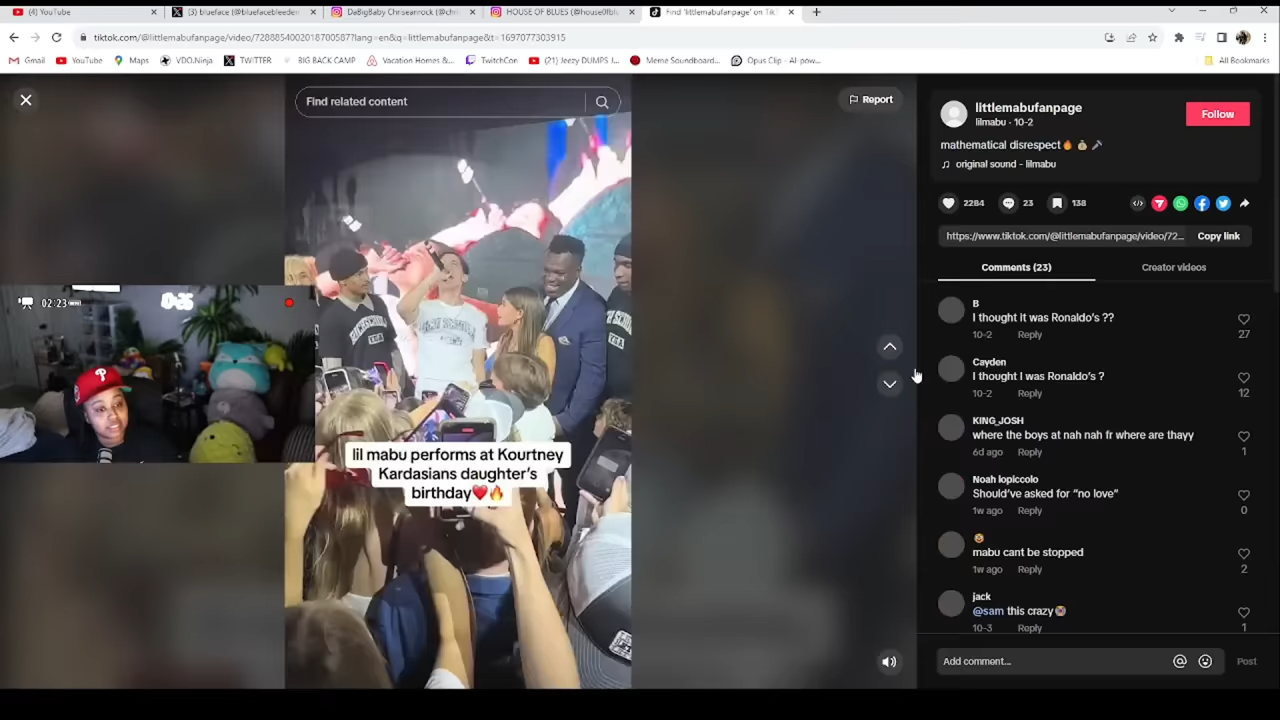 (4) YouTube
(3) blueface (@bluefacebleeden
DaBigBaby Chriseanrock (@chri
HOUSE OF BLUES (@house0fblu
Find 'littlemabufanpage' on Tik
tiktok.com/@littlemabufanpage/video/7288854002018700587?lang=en&q=littlemabufanpage&t=1697077303915
Gmail
YouTube
Maps
VDO.Ninja
TWITTER
BIG BACK CAMP
Vacation Homes &...
TwitchCon
(21) Jeezy DUMPS J...
Meme Soundboard...
Opus Clip - AI-pow...
All Bookmarks
Find related content
Report
littlemabufanpage
lilmabu · 10-2
Follow
mathematical disrespect🔥💰🎤
original sound - lilmabu
2284
23
138
https://www.tiktok.com/@littlemabufanpage/video/72...
Copy link
Comments (23)
Creator videos
02:23
B
I thought it was Ronaldo's ??
10-2 Reply
27
Cayden
I thought I was Ronaldo's ?
10-2 Reply
12
KING_JOSH
where the boys at nah nah fr where are thayy
6d ago Reply
1
Noah lopiccolo
Should've asked for "no love"
1w ago Reply
0
mabu cant be stopped
1w ago Reply
2
jack
@sam this crazy
10-3 Reply
1
lil mabu performs at Kourtney
Kardasians daughter's
birthday❤️🔥
Add comment...
Post